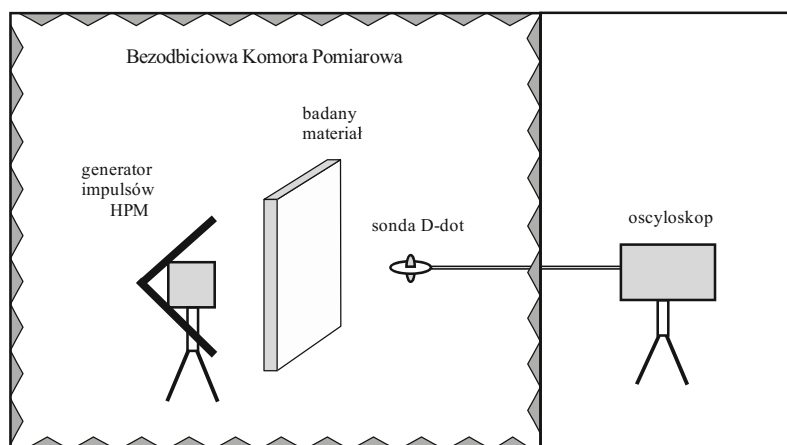 Bezodbiciowa Komora Pomiarowa
badany
materiał
generator
impulsów
HPM
sonda D-dot
oscyloskop